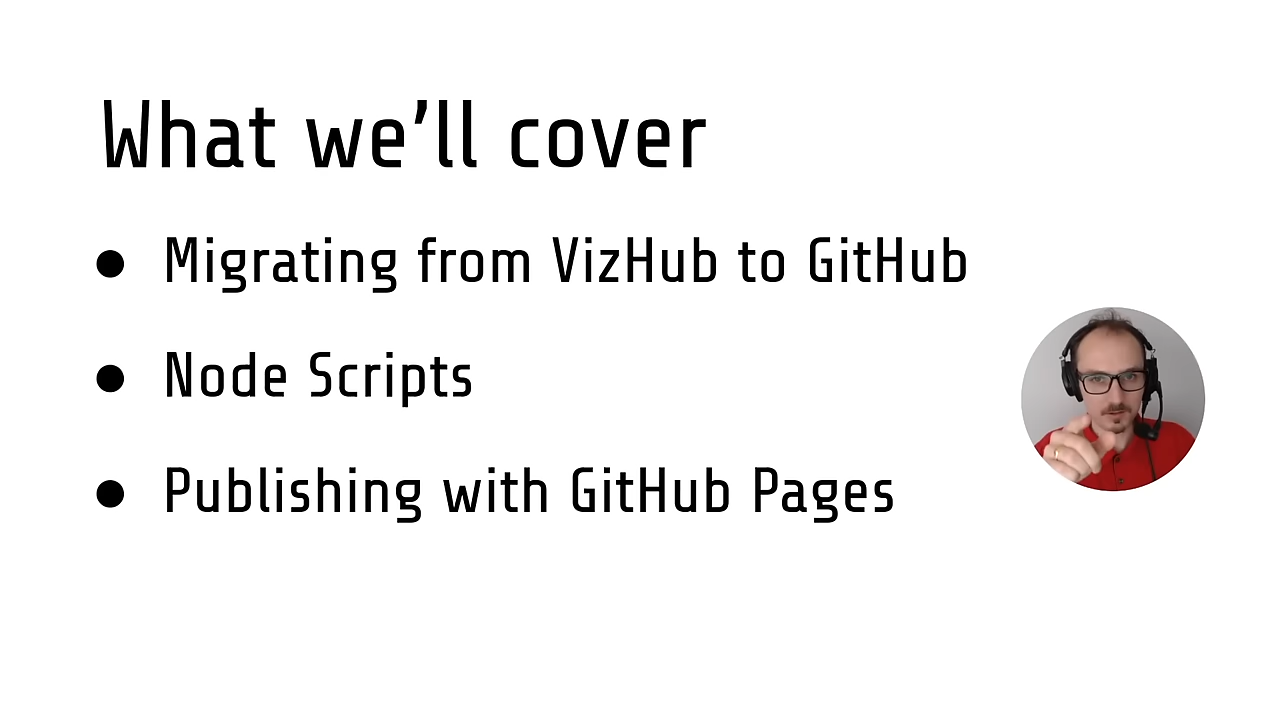 What we’ll cover
● Migrating from VizHub to GitHub
● Node Scripts
● Publishing with GitHub Pages